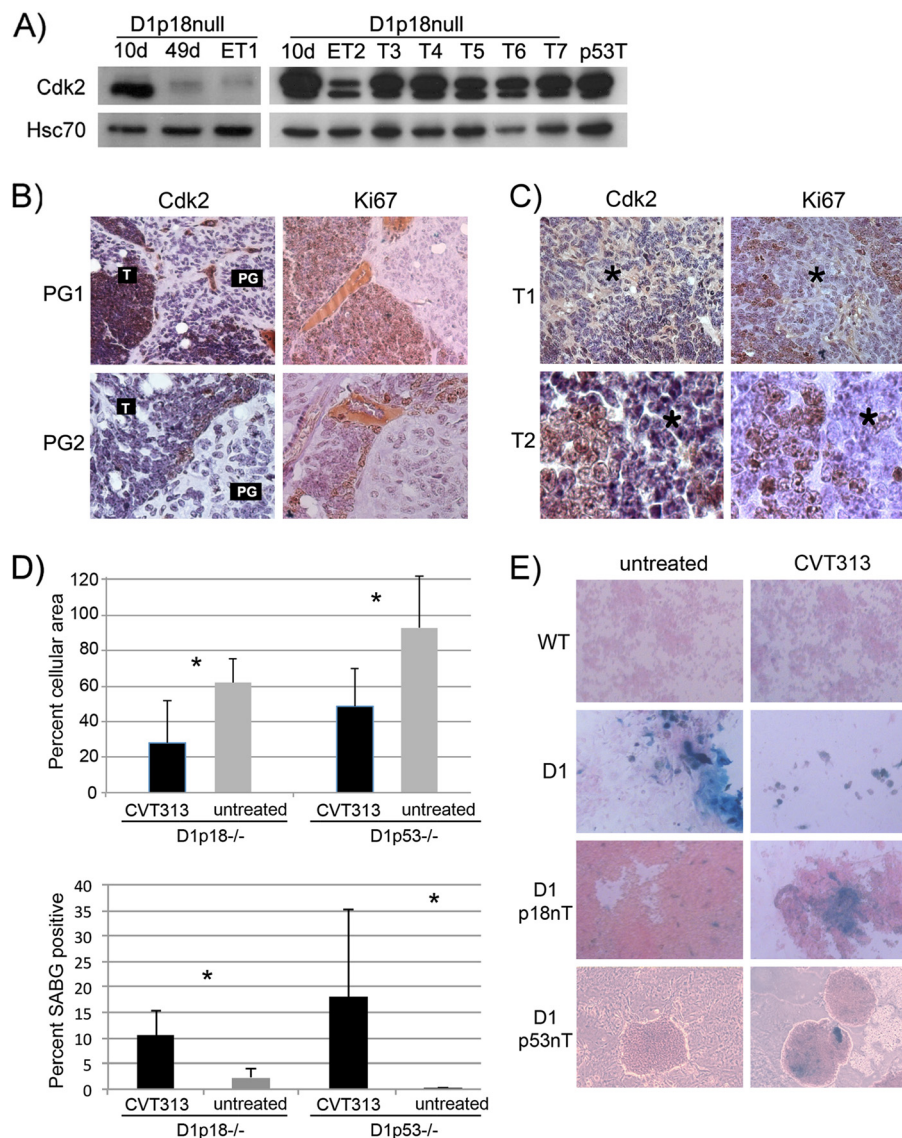 A)
D1p18null
10d 49d ET1
D1p18null
10d ET2 T3 T4 T5 T6 T7 p53T
Cdk2
Hsc70
B)
Cdk2 Ki67
PG1
T PG
PG2
T PG
C)
Cdk2 Ki67
T1
*
*
T2
*
*
D)
Percent cellular area
120
100
80
60
40
20
0
*
*
CVT313 untreated CVT313 untreated
D1p18-/- D1p53-/-
Percent SABG positive
40
35
30
25
20
15
10
5
0
*
*
CVT313 untreated CVT313 untreated
D1p18-/- D1p53-/-
E)
untreated CVT313
WT
D1
D1
p18nT
D1
p53nT